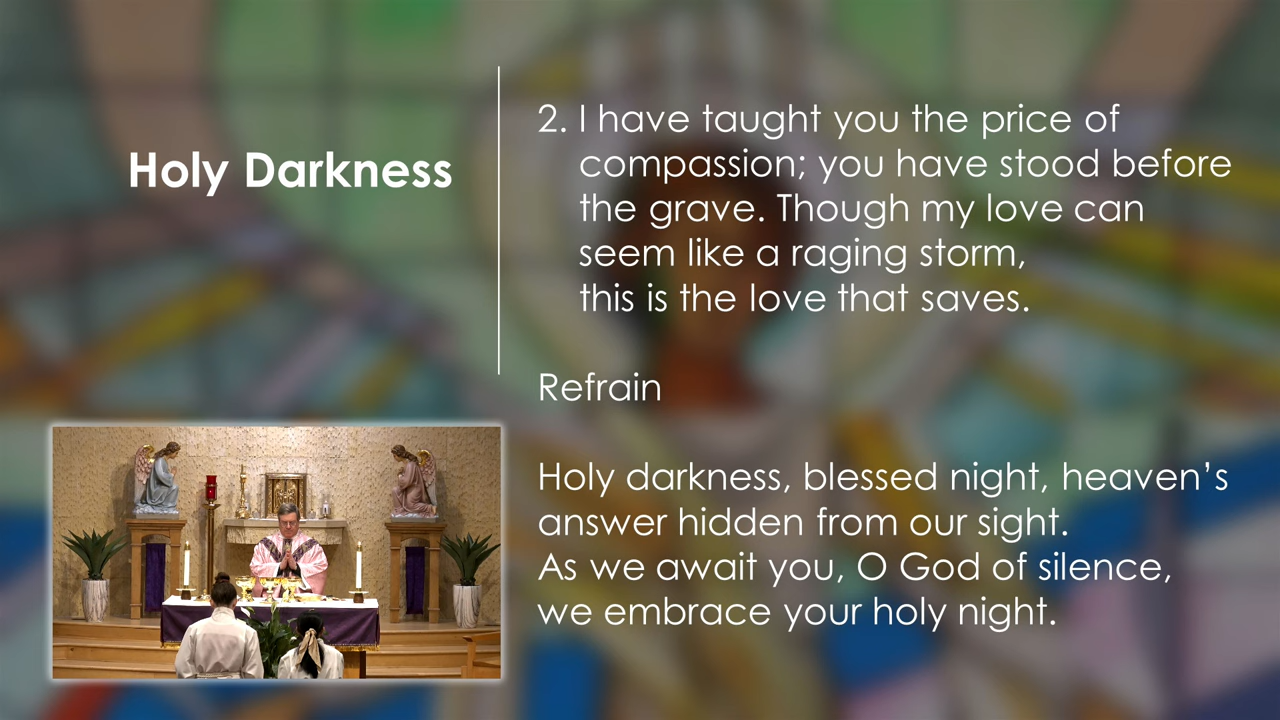 Holy Darkness
2. I have taught you the price of
compassion; you have stood before
the grave. Though my love can
seem like a raging storm,
this is the love that saves.
Refrain
Holy darkness, blessed night, heaven’s
answer hidden from our sight.
As we await you, O God of silence,
we embrace your holy night.